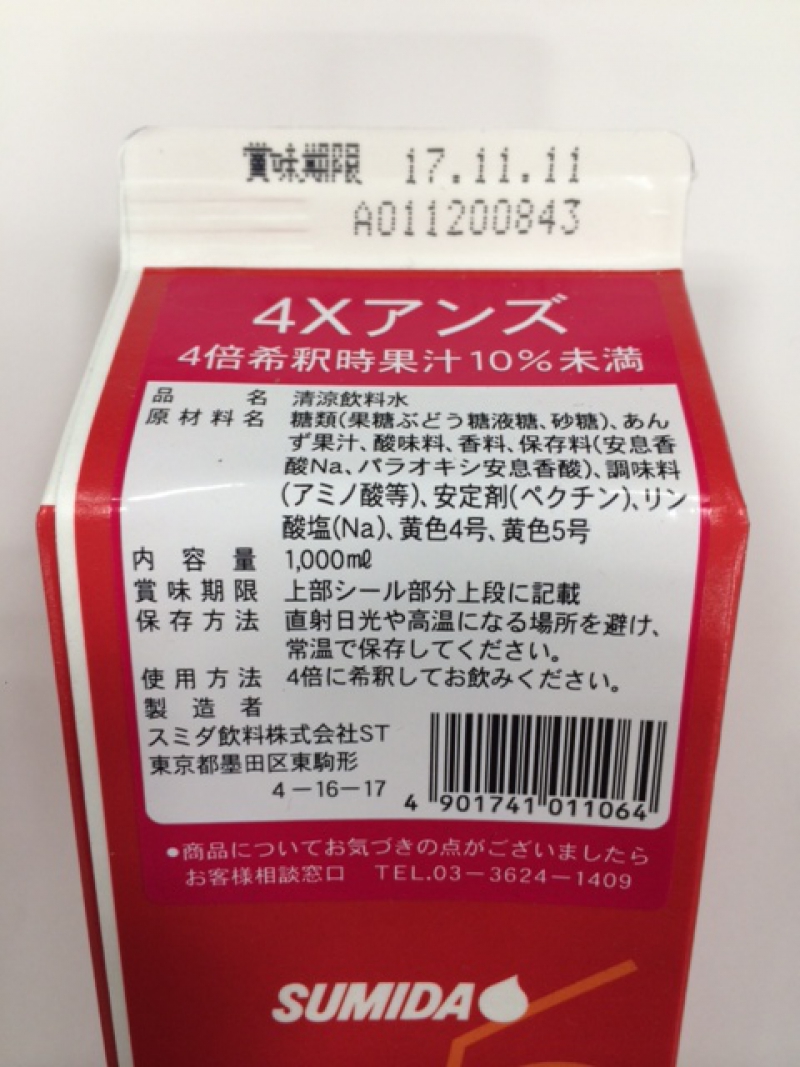 賞味期限 17.11.11
A011200843
4Xアンズ
4倍希釈時果汁10%未満
品名 清涼飲料水
原材料名 糖類(果糖ぶどう糖液糖、砂糖)、あん
ず果汁、酸味料、香料、保存料(安息香
酸Na、パラオキシ安息香酸)、調味料
(アミノ酸等)、安定剤(ペクチン)、リン
酸塩(Na)、黄色4号、黄色5号
内容量 1,000mℓ
賞味期限 上部シール部分上段に記載
保存方法 直射日光や高温になる場所を避け、
常温で保存してください。
使用方法 4倍に希釈してお飲みください。
製造者
スミダ飲料株式会社ST
東京都墨田区東駒形
4-16-17
4 901741 011064
●商品についてお気づきの点がございましたら
お客様相談窓口 TEL.03-3624-1409
SUMIDA